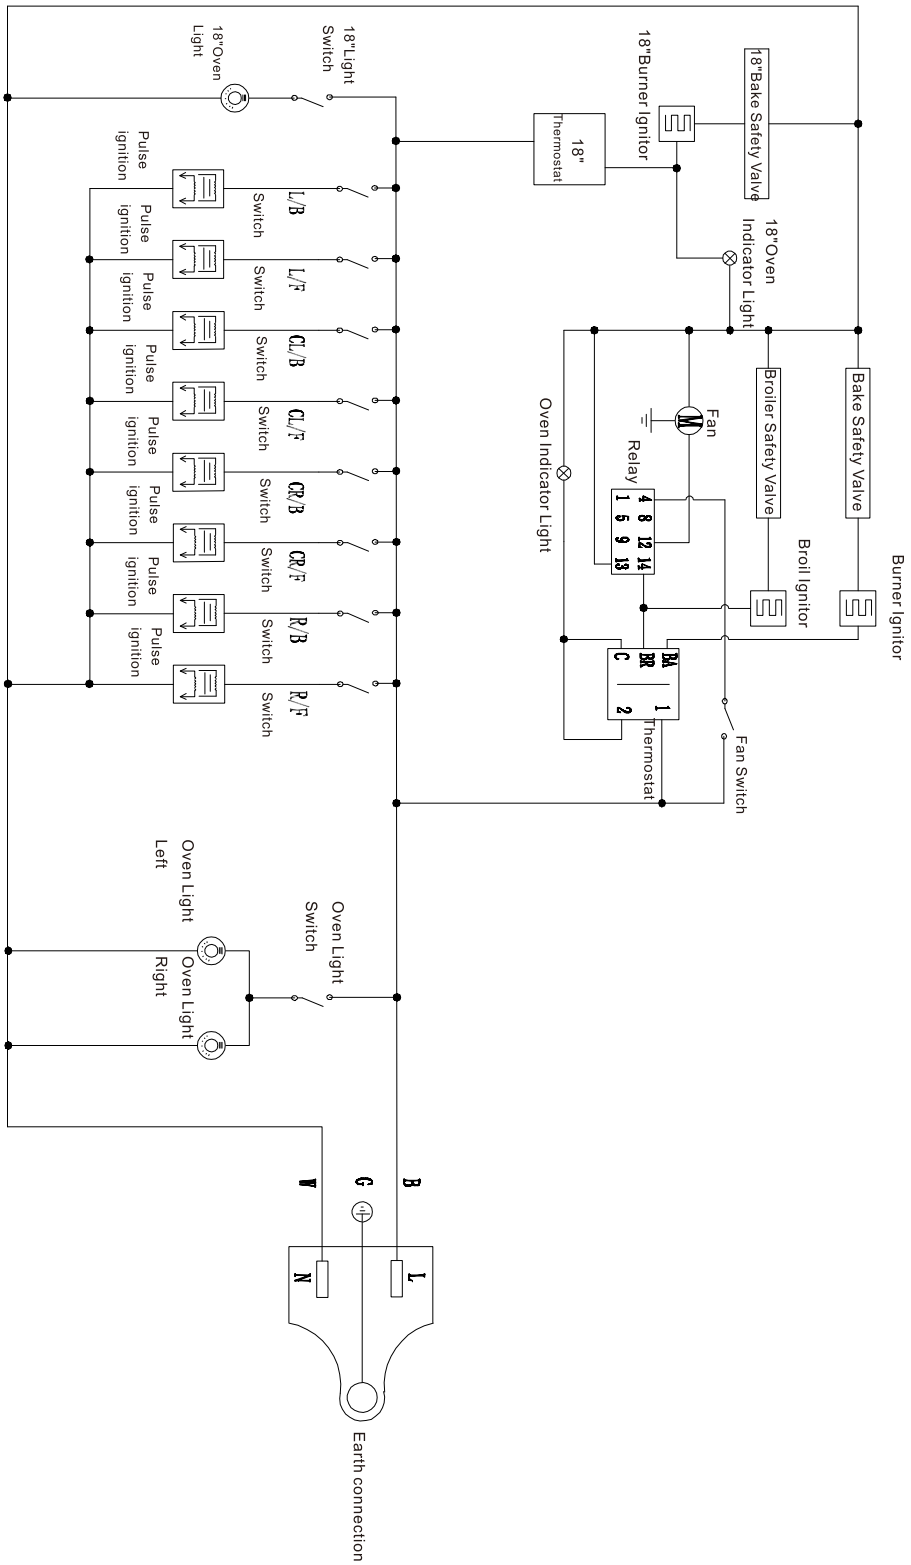 Burner Ignitor
Bake Safety Valve
Broiler Safety Valve
Broil Ignitor
18"Bake Safety Valve
18"Oven
Indicator Light
Fan Switch
Fan
M
18"Burner Ignitor
Relay
4 8 12 14
1 5 9 13
BA
BR
C
1
2
Thermostat
18"
Thermostat
Oven Indicator Light
18"Light
Switch
18"Oven
Light
L/B
Switch
L/F
Switch
CL/B
Switch
CL/F
Switch
CR/B
Switch
CR/F
Switch
R/B
Switch
R/F
Switch
Pulse
ignition
Pulse
ignition
Pulse
ignition
Pulse
ignition
Pulse
ignition
Pulse
ignition
Pulse
ignition
Pulse
ignition
Oven Light
Switch
Oven Light
Left
Oven Light
Right
B
G
W
L
N
Earth connection